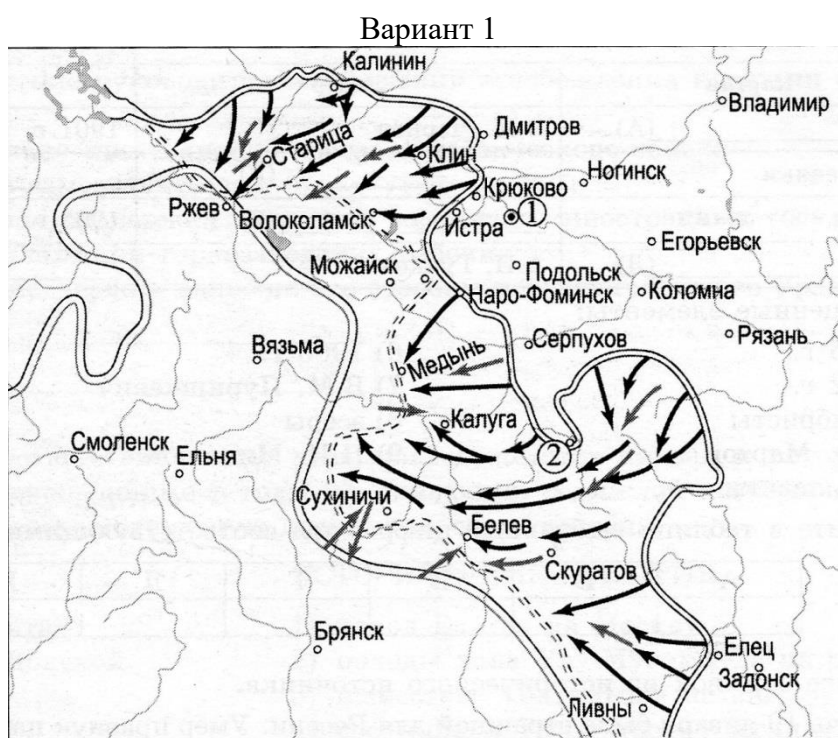 Вариант 1
Калинин
Владимир
Дмитров
Старица
Клин
Ногинск
Крюково
Ржев
Волоколамск
Истра
1
Егорьевск
Можайск
Подольск
Наро-Фоминск
Коломна
Вязьма
Медынь
Серпухов
Рязань
Калуга
2
Смоленск
Ельня
Сухиничи
Белев
Скуратов
Брянск
Елец
Задонск
Ливны